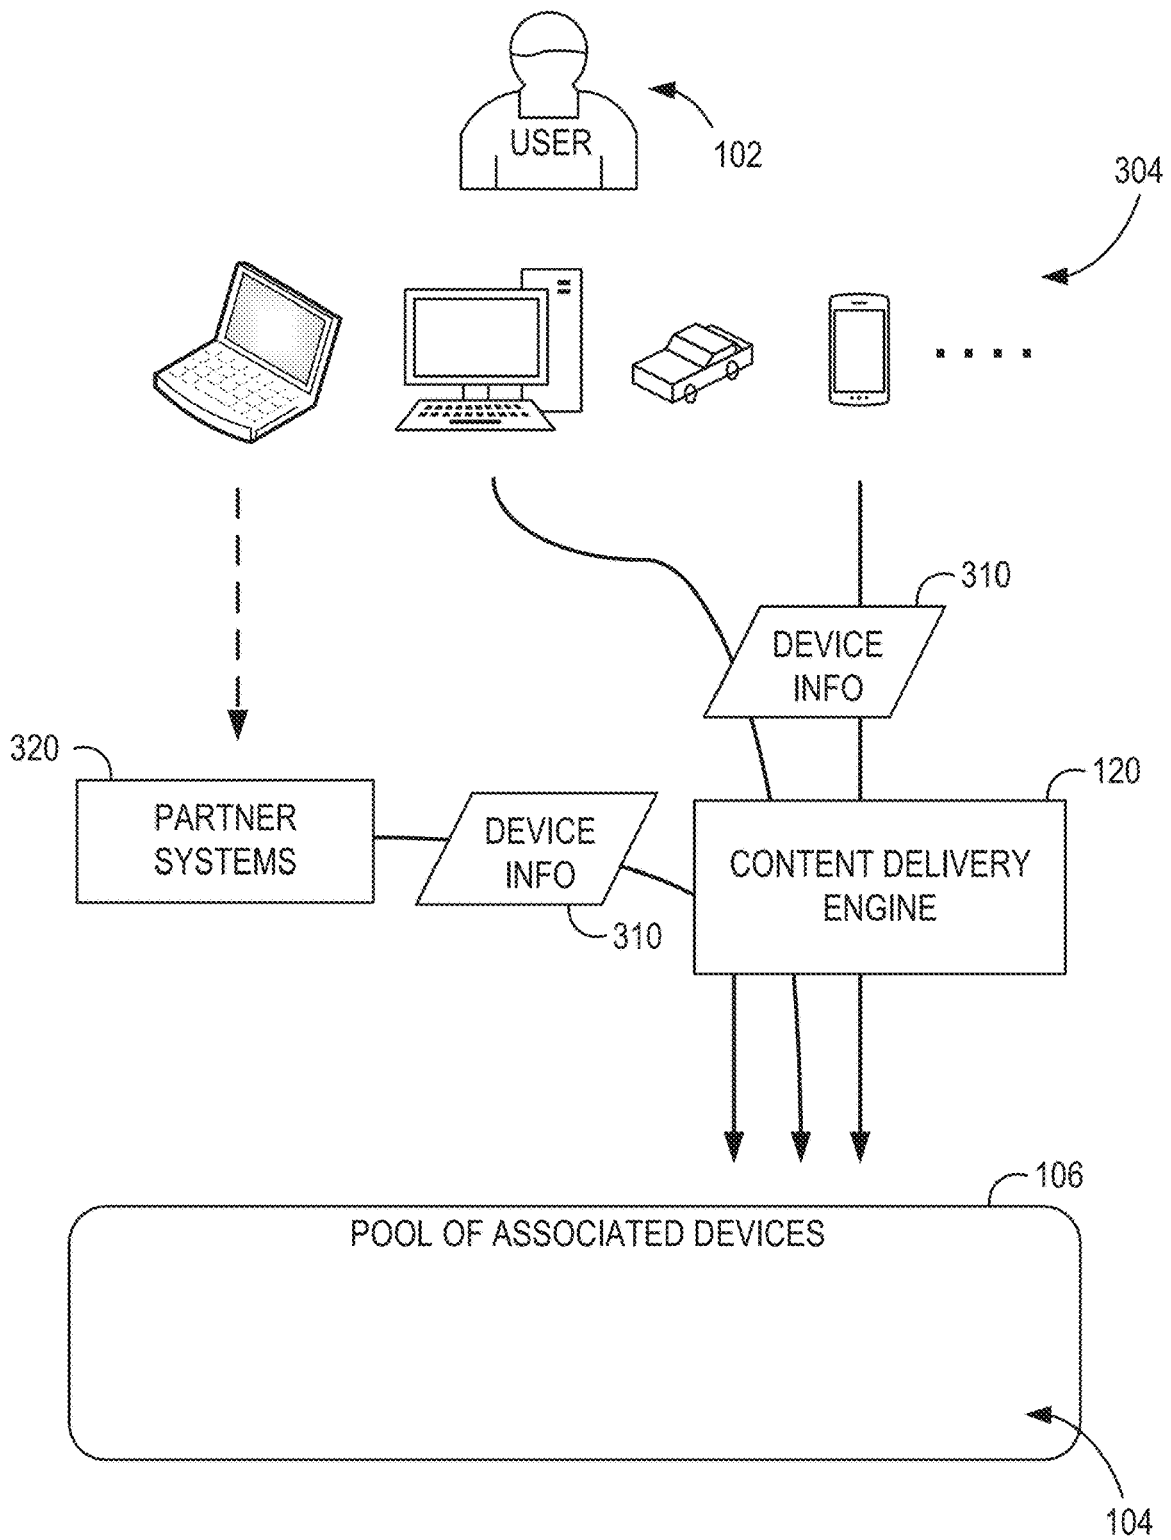 USER
102
304
310
DEVICE
INFO
320
120
PARTNER
SYSTEMS
DEVICE
INFO
CONTENT DELIVERY
ENGINE
310
106
POOL OF ASSOCIATED DEVICES
104